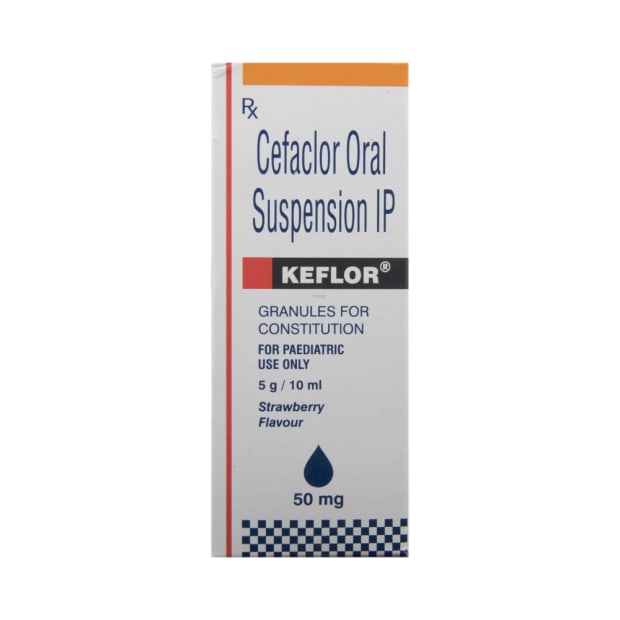 Rx
Cefaclor Oral
Suspension IP
KEFLOR®
GRANULES FOR
CONSTITUTION
FOR PAEDIATRIC
USE ONLY
5 g / 10 ml
Strawberry
Flavour
50 mg